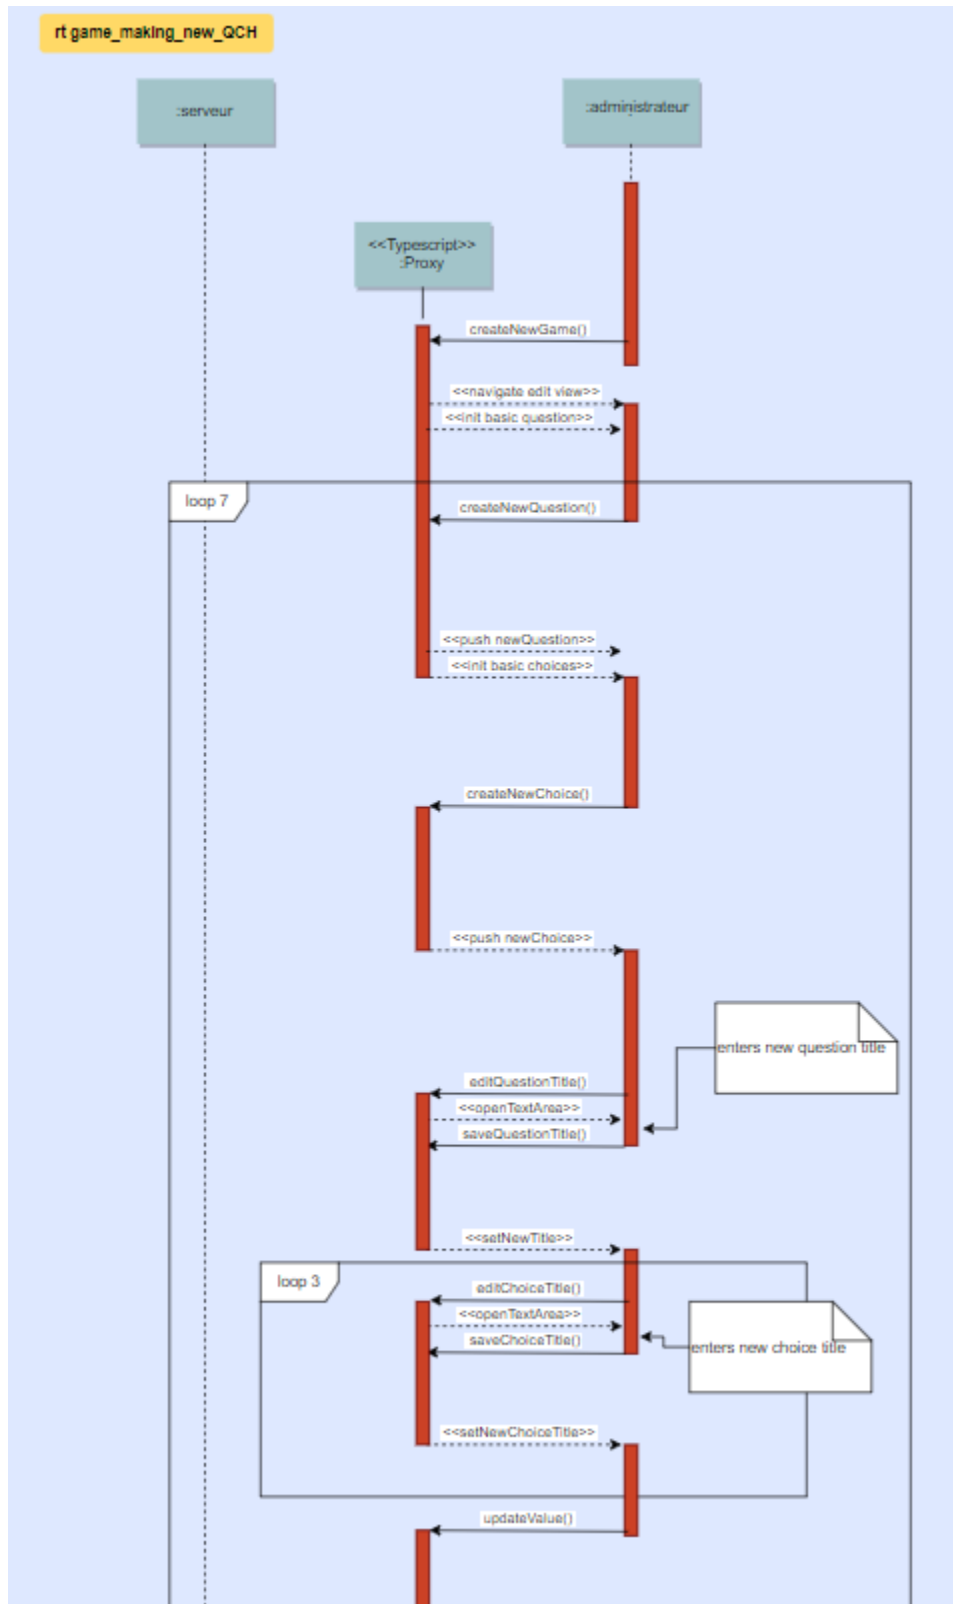 rt game_making_new_QCH
:serveur
:administrateur
<<Typescript>>
:Proxy
createNewGame()
<<navigate edit view>>
<<init basic question>>
loop 7
createNewQuestion()
<<push newQuestion>>
<<init basic choices>>
createNewChoice()
<<push newChoice>>
enters new question title
editQuestionTitle()
<<openTextArea>>
saveQuestionTitle()
<<setNewTitle>>
loop 3
editChoiceTitle()
<<openTextArea>>
saveChoiceTitle()
enters new choice title
<<setNewChoiceTitle>>
updateValue()